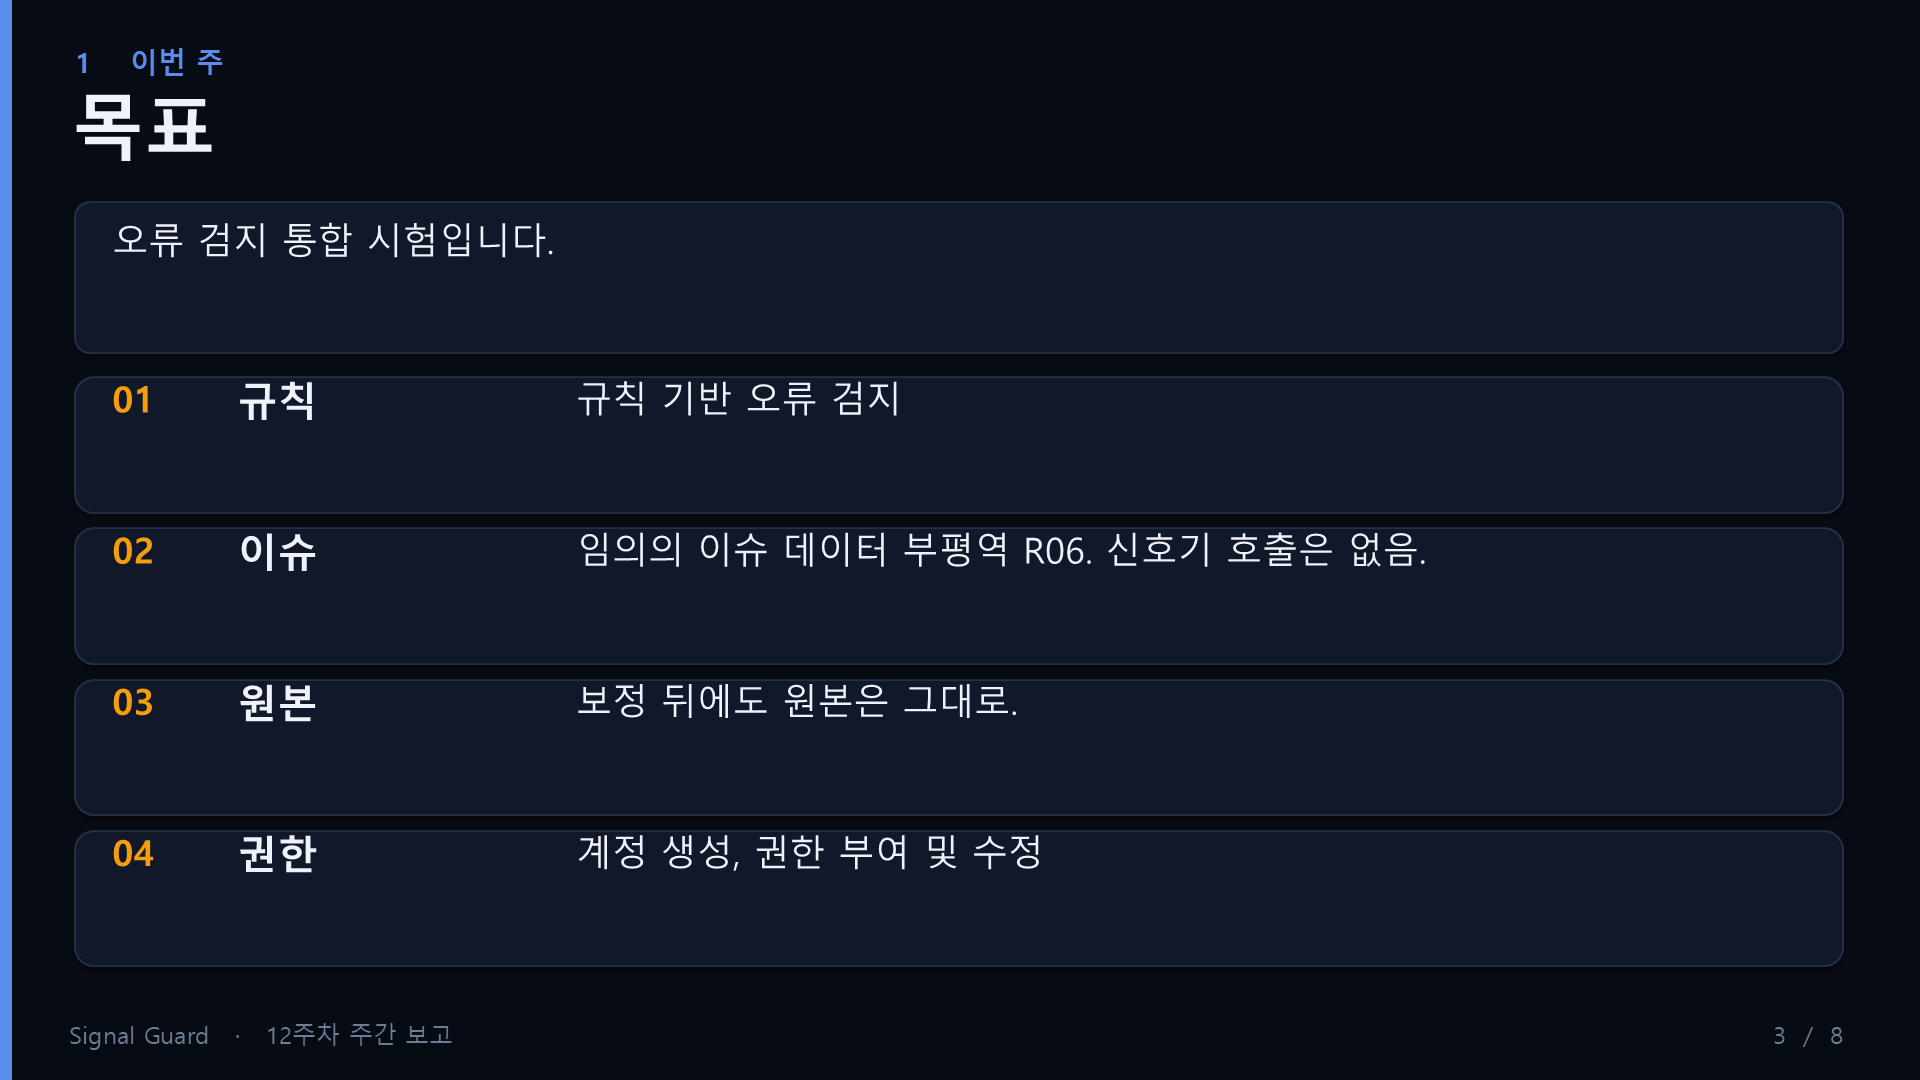 1 이번 주
목표
오류 검지 통합 시험입니다.
01 규칙 규칙 기반 오류 검지
02 이슈 임의의 이슈 데이터 부평역 R06. 신호기 호출은 없음.
03 원본 보정 뒤에도 원본은 그대로.
04 권한 계정 생성, 권한 부여 및 수정
Signal Guard · 12주차 주간 보고
3 / 8